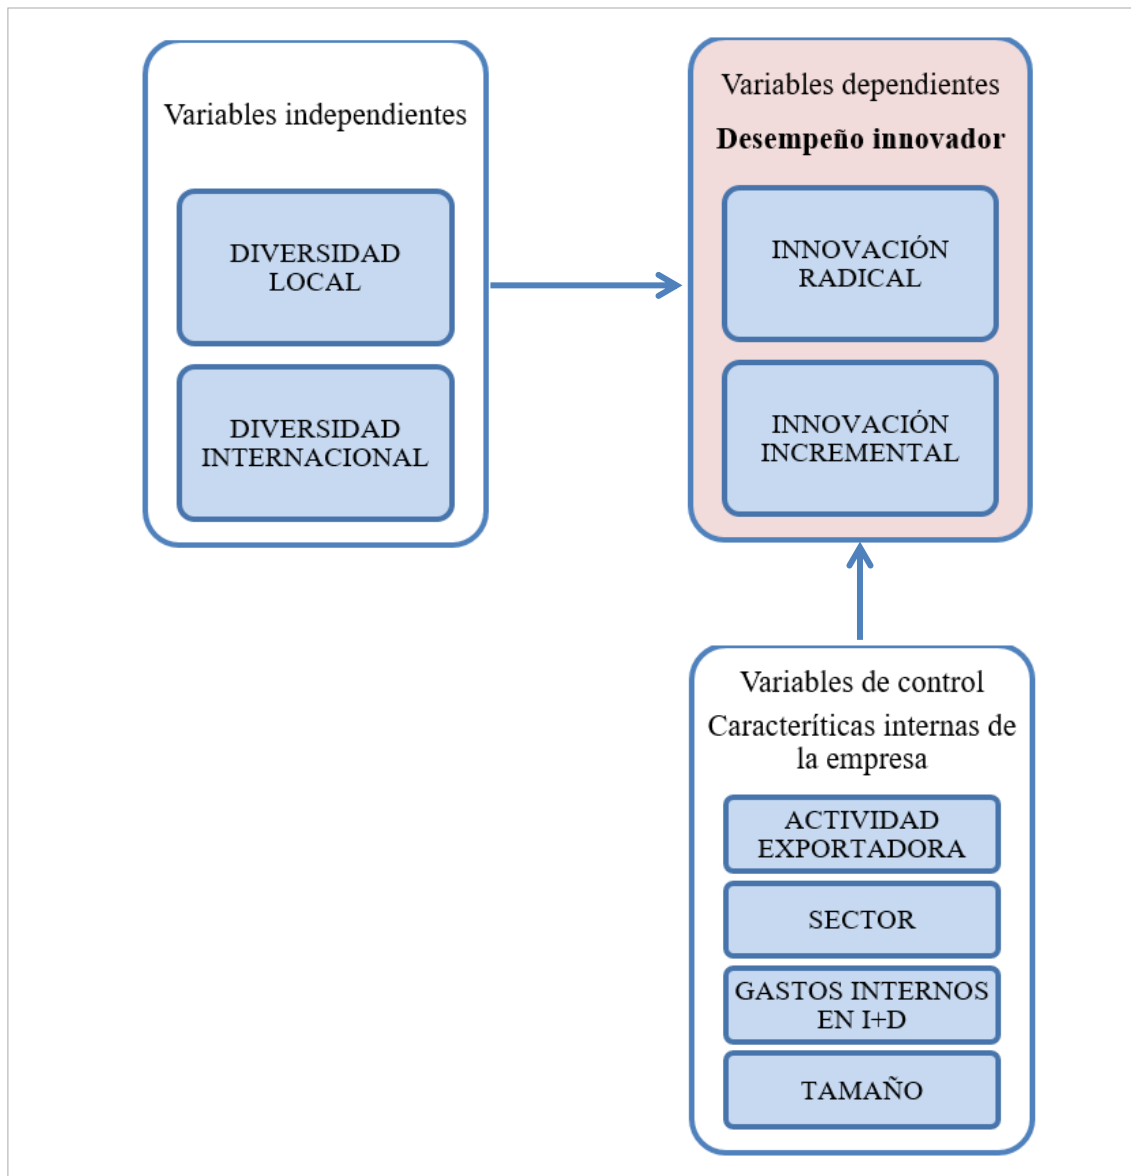 Variables independientes
DIVERSIDAD
LOCAL
DIVERSIDAD
INTERNACIONAL
Variables dependientes
Desempeño innovador
INNOVACIÓN
RADICAL
INNOVACIÓN
INCREMENTAL
Variables de control
Caracteríticas internas de
la empresa
ACTIVIDAD
EXPORTADORA
SECTOR
GASTOS INTERNOS
EN I+D
TAMAÑO